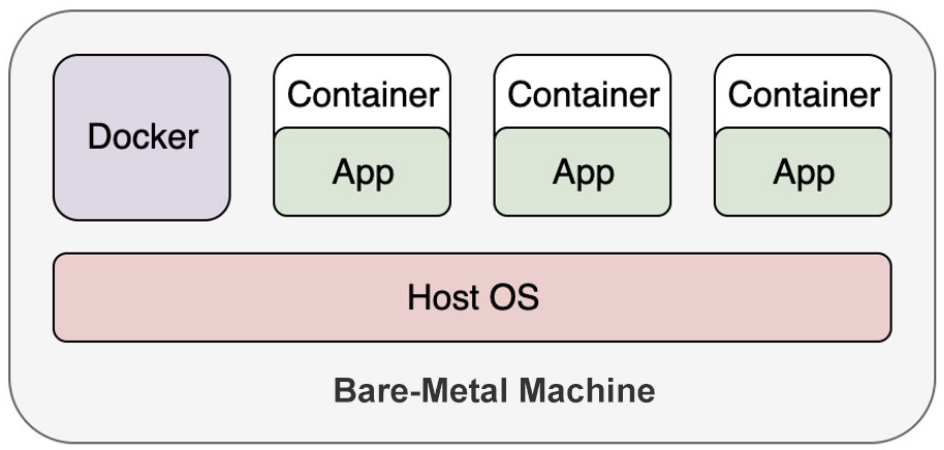 Docker
Container
App
Container
App
Container
App
Host OS
Bare-Metal Machine